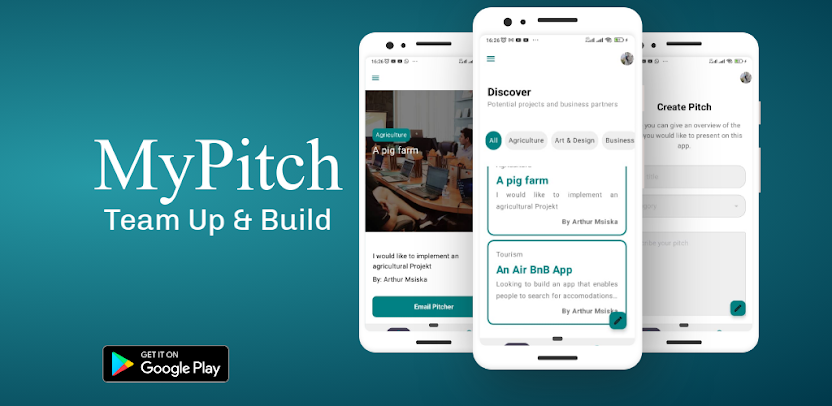 MyPitch
Team Up & Build
GET IT ON
Google Play
16:26
Agriculture
A pig farm
I would like to implement an
agricultural Projekt
By: Arthur Msiska
Email Pitcher
16:26
Discover
Potential projects and business partners
All
Agriculture
Art & Design
Business
A pig farm
I would like to implement an
agricultural Projekt
By Arthur Msiska
Tourism
An Air BnB App
Looking to build an app that enables
people to search for accomodations...
By Arthur Msiska
Create Pitch
you can give an overview of the
you would like to present on this
app.
your pitch